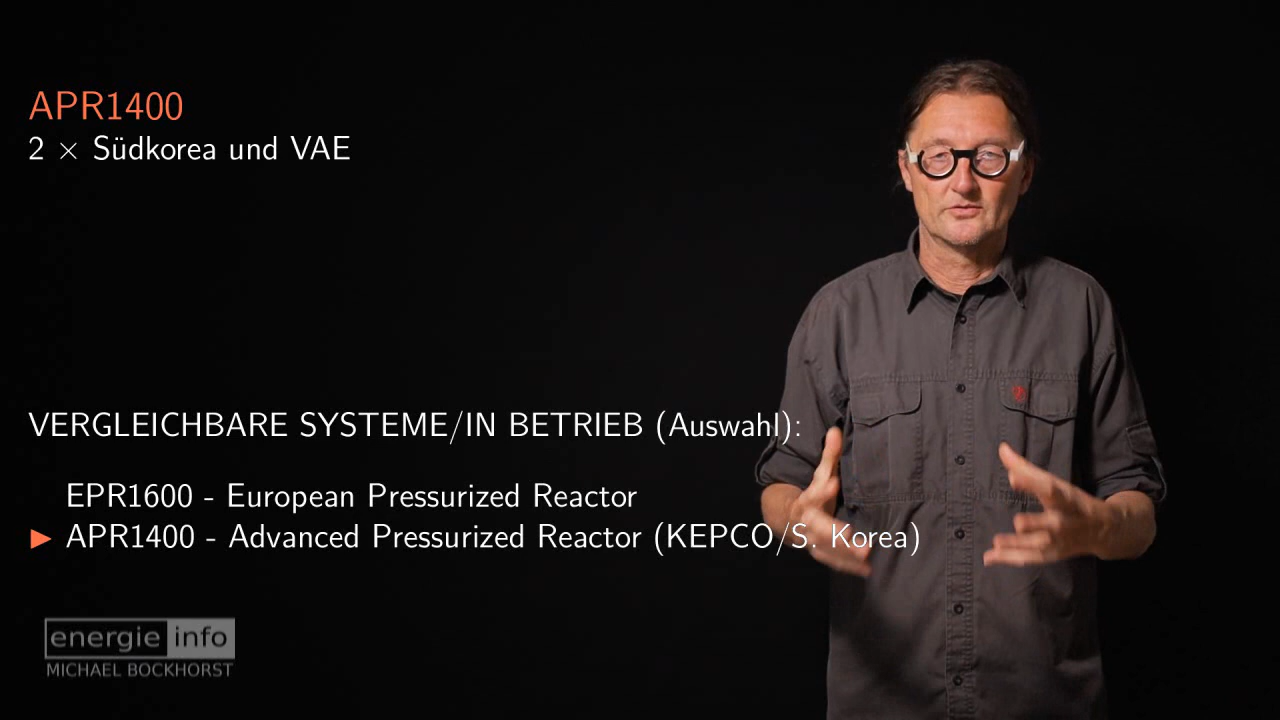 APR1400
2 × Südkorea und VAE
VERGLEICHBARE SYSTEME/IN BETRIEB (Auswahl):
EPR1600 - European Pressurized Reactor
► APR1400 - Advanced Pressurized Reactor (KEPCO/S. Korea)
energie info
MICHAEL BOCKHORST